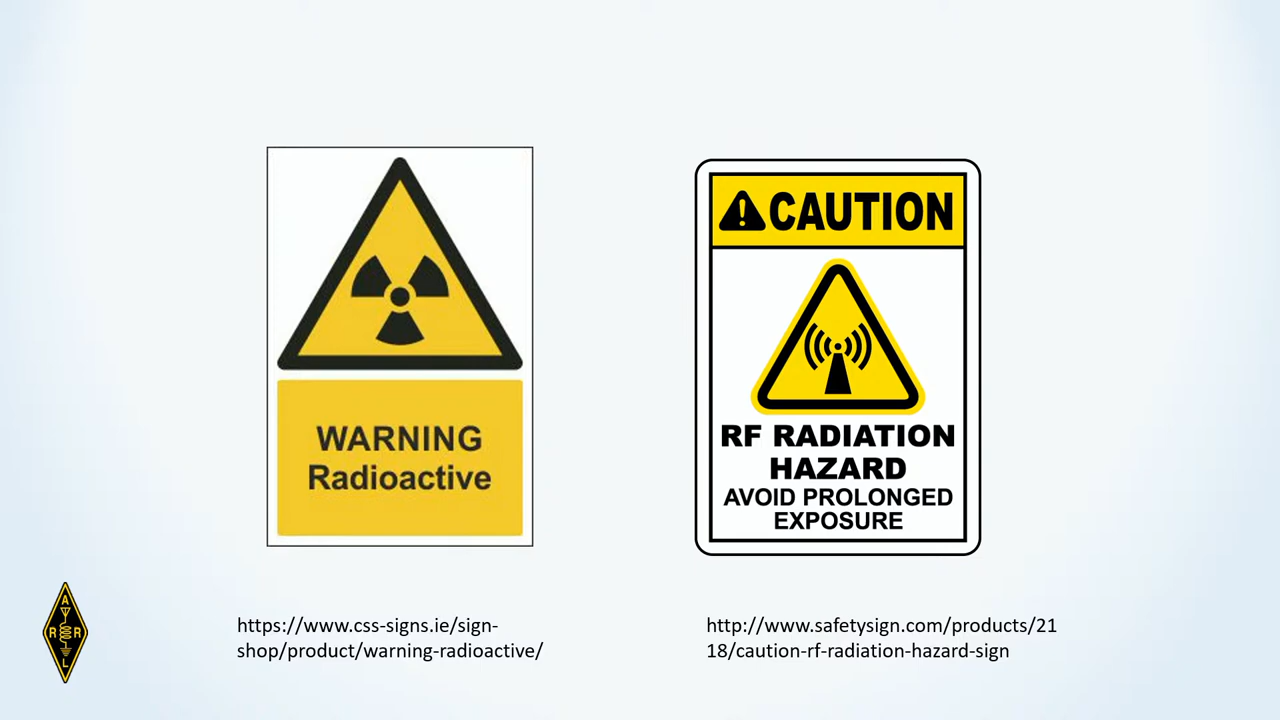 WARNING
Radioactive
CAUTION
RF RADIATION
HAZARD
AVOID PROLONGED
EXPOSURE
A
R R
L
https://www.css-signs.ie/sign-
shop/product/warning-radioactive/
http://www.safetysign.com/products/21
18/caution-rf-radiation-hazard-sign